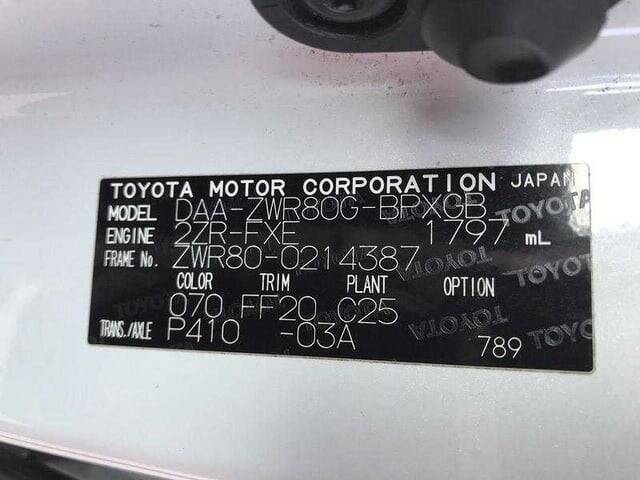 TOYOTA MOTOR CORPORATION JAPAN
MODEL DAA-ZWR80G-BPXQB
ENGINE 2ZR-FXE 1797 mL
FRAME No. ZWR80-0214387
COLOR TRIM PLANT OPTION
070 FF20 C25
TRANS./AXLE P410 -03A
789